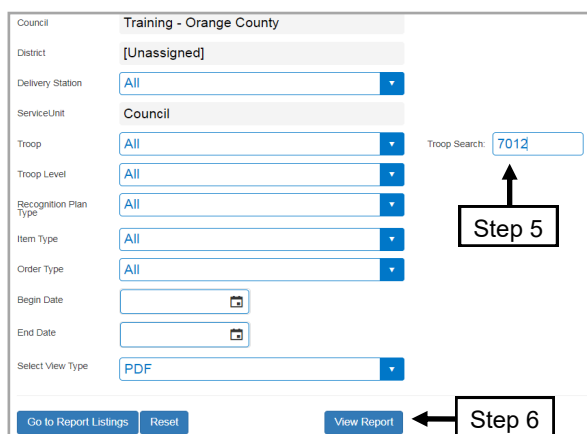 Council Training - Orange County
District [Unassigned]
Delivery Station All
ServiceUnit Council
Troop All Troop Search: 7012
Troop Level All
Recognition Plan
Type All
Item Type All
Order Type All
Begin Date
End Date
Select View Type PDF
Step 5
Go to Report Listings Reset View Report Step 6